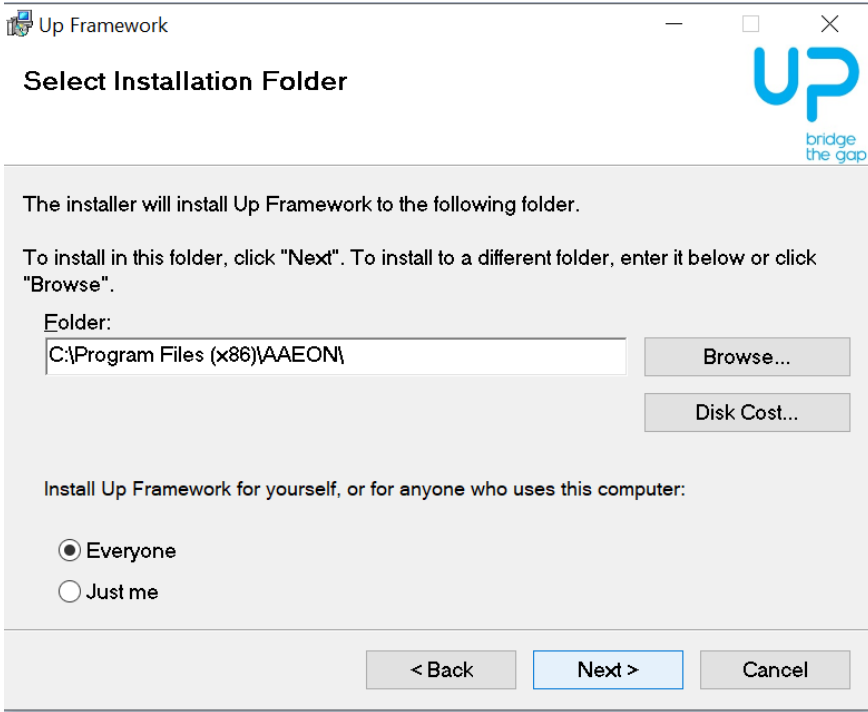 Up Framework
Select Installation Folder
UP
bridge
the gap
The installer will install Up Framework to the following folder.
To install in this folder, click "Next". To install to a different folder, enter it below or click
"Browse".
Folder:
C:\Program Files (x86)\AAEON\
Browse...
Disk Cost...
Install Up Framework for yourself, or for anyone who uses this computer:
Everyone
Just me
< Back
Next >
Cancel